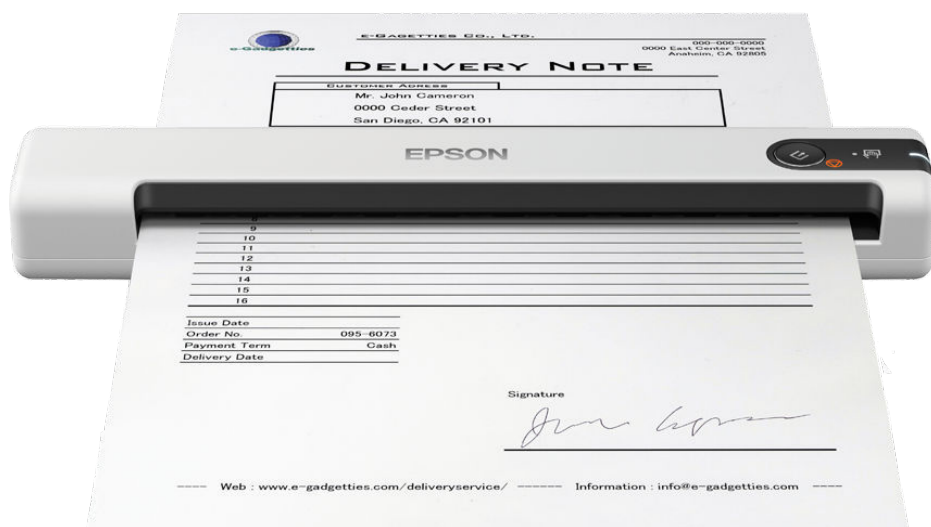 e-Gadgetties
E-GAGETTIES CO., LTD.
000-000-0000
0000 East Center Street
Anaheim, CA 92805
DELIVERY NOTE
CUSTOMER ADRESS
Mr. John Cameron
0000 Ceder Street
San Diego, CA 92101
EPSON
8
9
10
11
12
13
14
15
16
Issue Date
Order No. 095-6073
Payment Term Cash
Delivery Date
Signature
---- Web : www.e-gadgetties.com/deliveryservice/ ------ Information : info@e-gadgetties.com ----